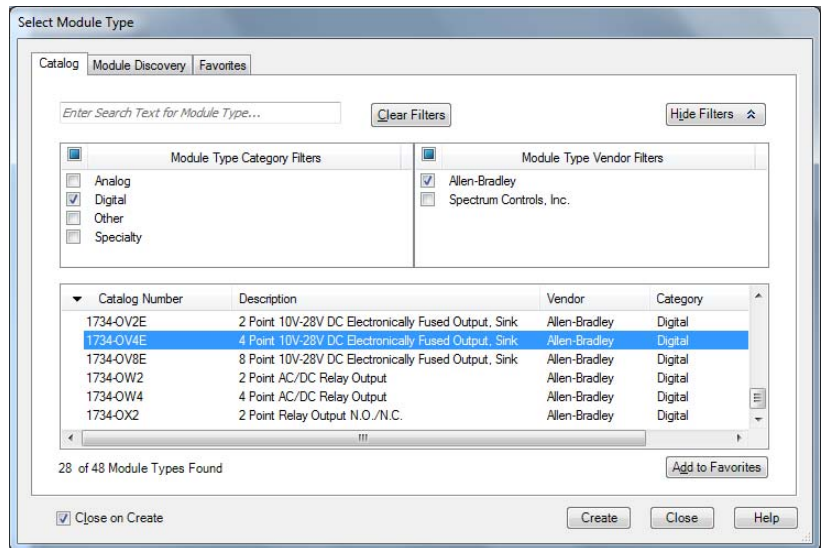 Select Module Type
Catalog Module Discovery Favorites
Enter Search Text for Module Type... Clear Filters Hide Filters
Module Type Category Filters Module Type Vendor Filters
Analog Allen-Bradley
Digital Spectrum Controls, Inc.
Other
Specialty
Catalog Number Description Vendor Category
1734-OV2E 2 Point 10V-28V DC Electronically Fused Output, Sink Allen-Bradley Digital
1734-OV4E 4 Point 10V-28V DC Electronically Fused Output, Sink Allen-Bradley Digital
1734-OV8E 8 Point 10V-28V DC Electronically Fused Output, Sink Allen-Bradley Digital
1734-OW2 2 Point AC/DC Relay Output Allen-Bradley Digital
1734-OW4 4 Point AC/DC Relay Output Allen-Bradley Digital
1734-OX2 2 Point Relay Output N.O./N.C. Allen-Bradley Digital
28 of 48 Module Types Found Add to Favorites
Close on Create Create Close Help